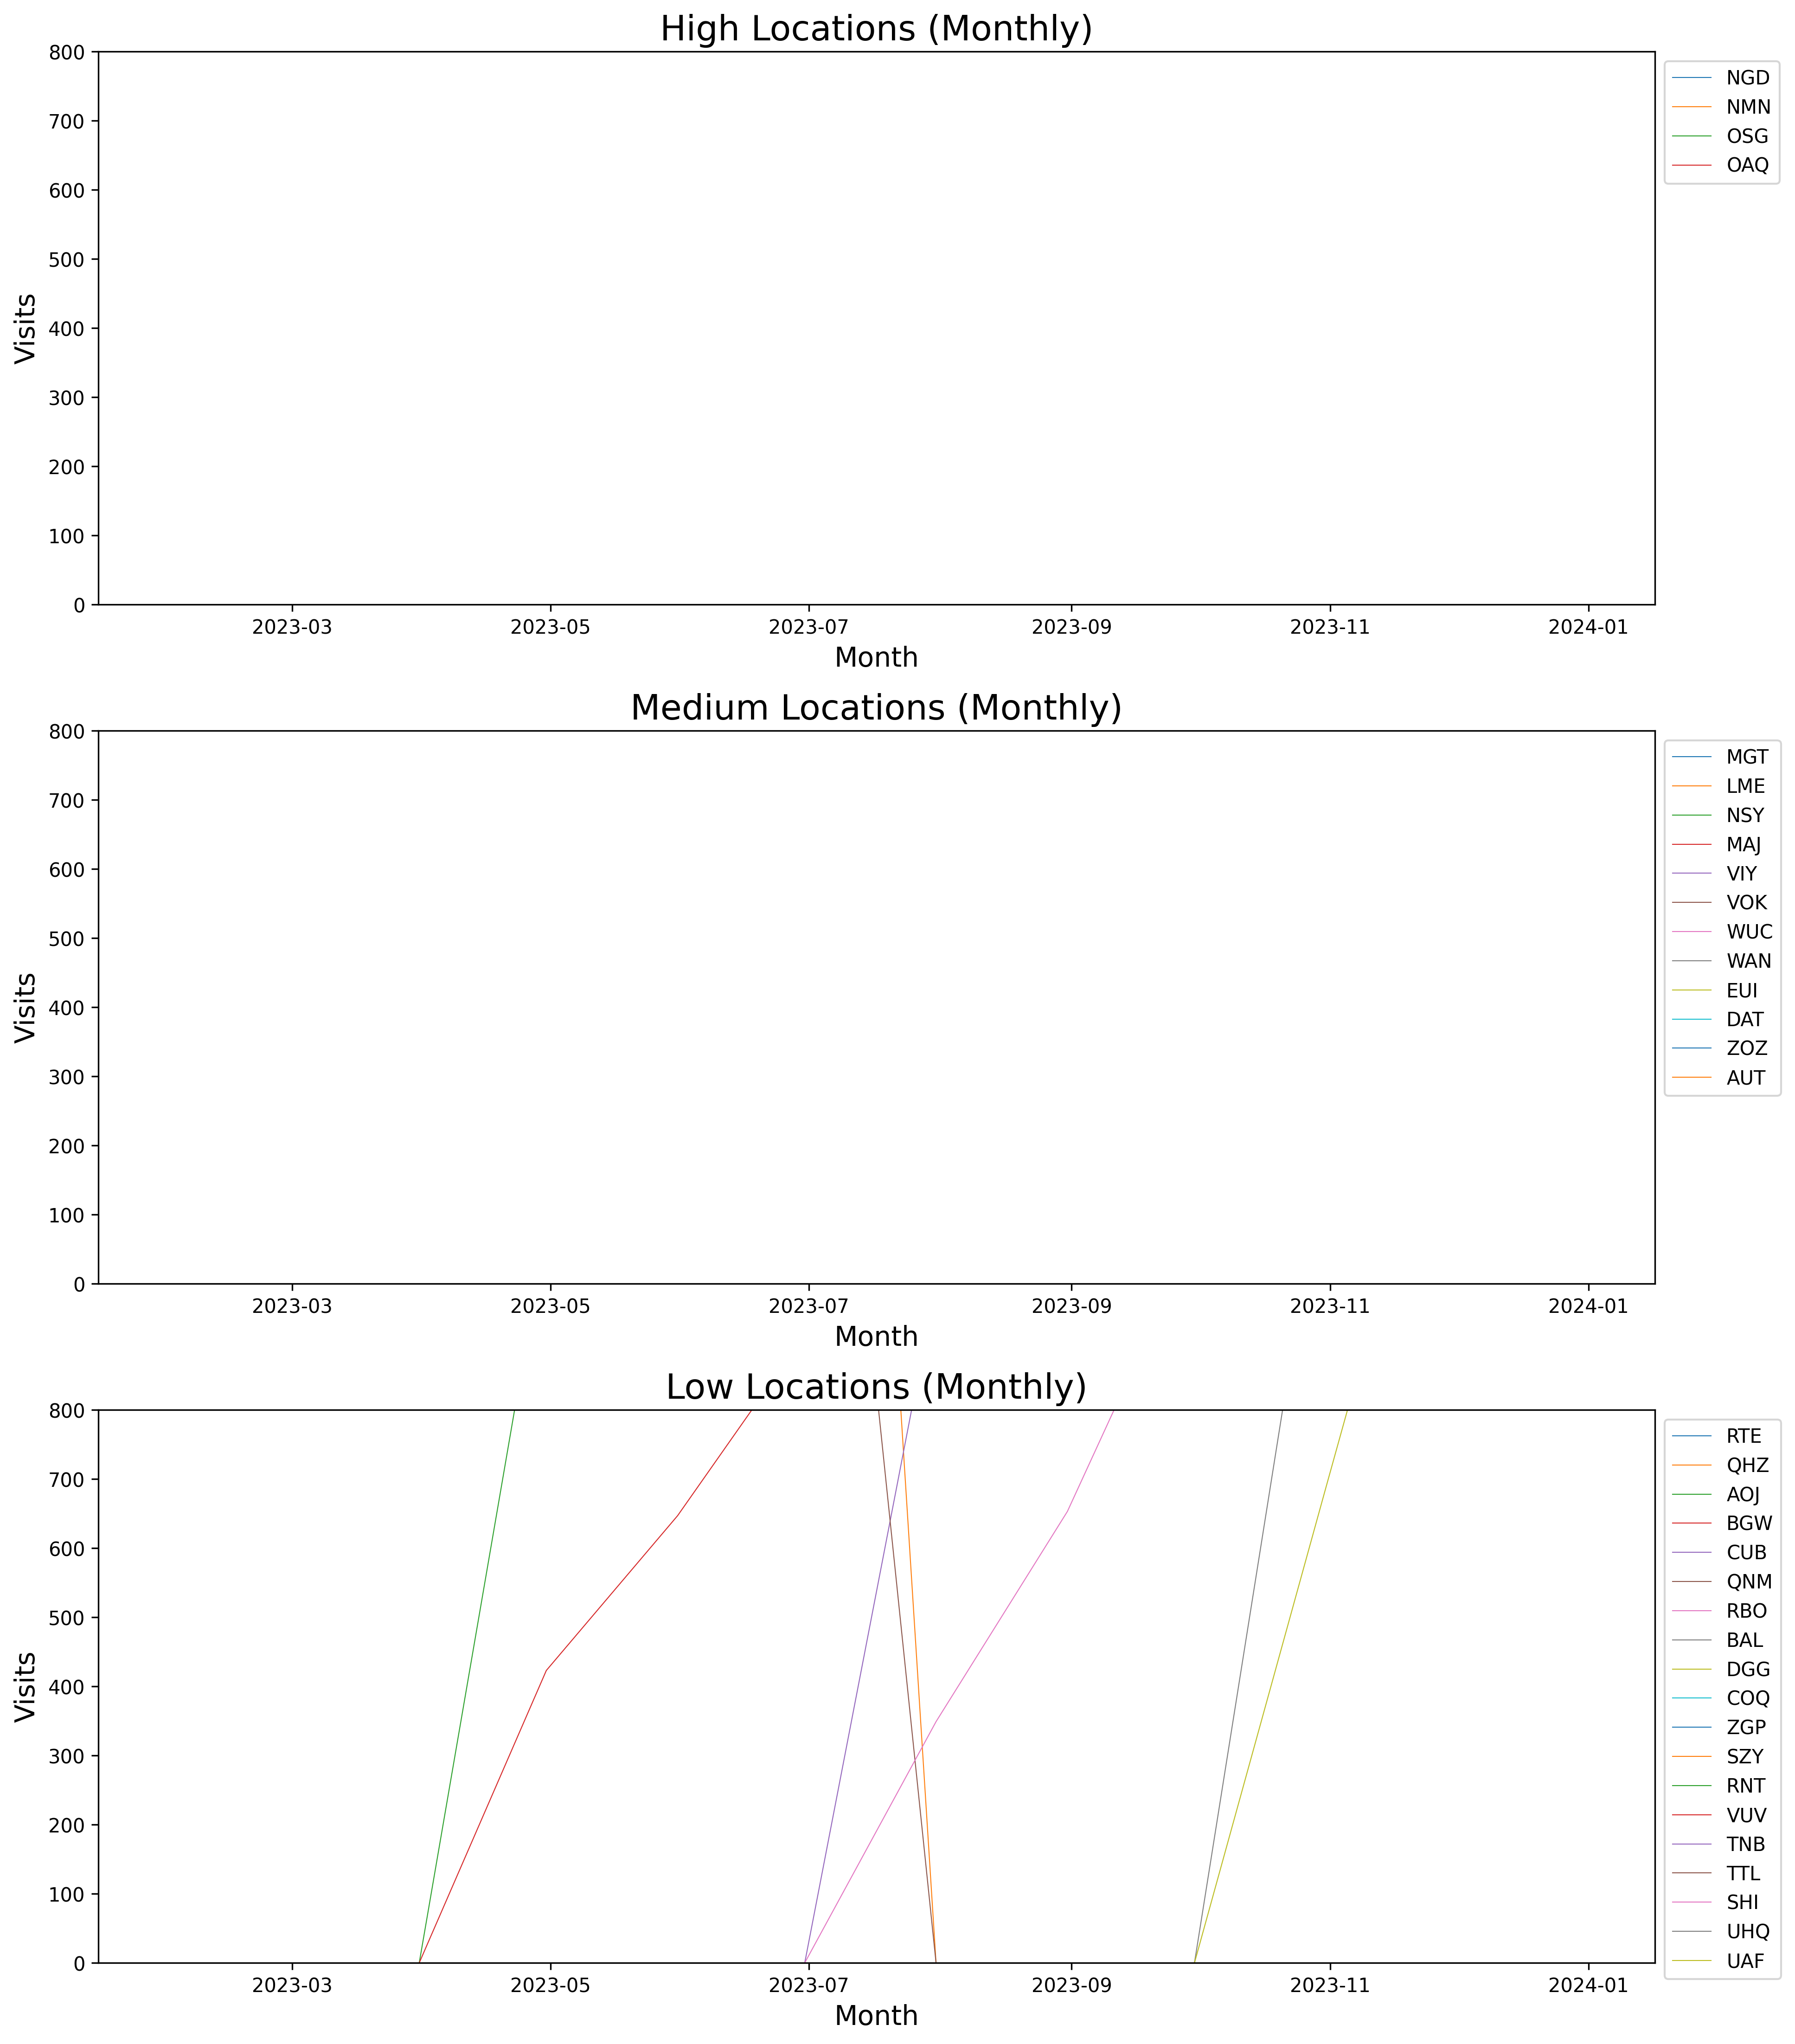 High Locations (Monthly)
800
700
600
500
400
300
200
100
0
Visits
2023-03 2023-05 2023-07 2023-09 2023-11 2024-01
Month
NGD
NMN
OSG
OAQ
Medium Locations (Monthly)
800
700
600
500
400
300
200
100
0
Visits
2023-03 2023-05 2023-07 2023-09 2023-11 2024-01
Month
MGT
LME
NSY
MAJ
VIY
VOK
WUC
WAN
EUI
DAT
ZOZ
AUT
Low Locations (Monthly)
800
700
600
500
400
300
200
100
0
Visits
2023-03 2023-05 2023-07 2023-09 2023-11 2024-01
Month
RTE
QHZ
AOJ
BGW
CUB
QNM
RBO
BAL
DGG
COQ
ZGP
SZY
RNT
VUV
TNB
TTL
SHI
UHQ
UAF